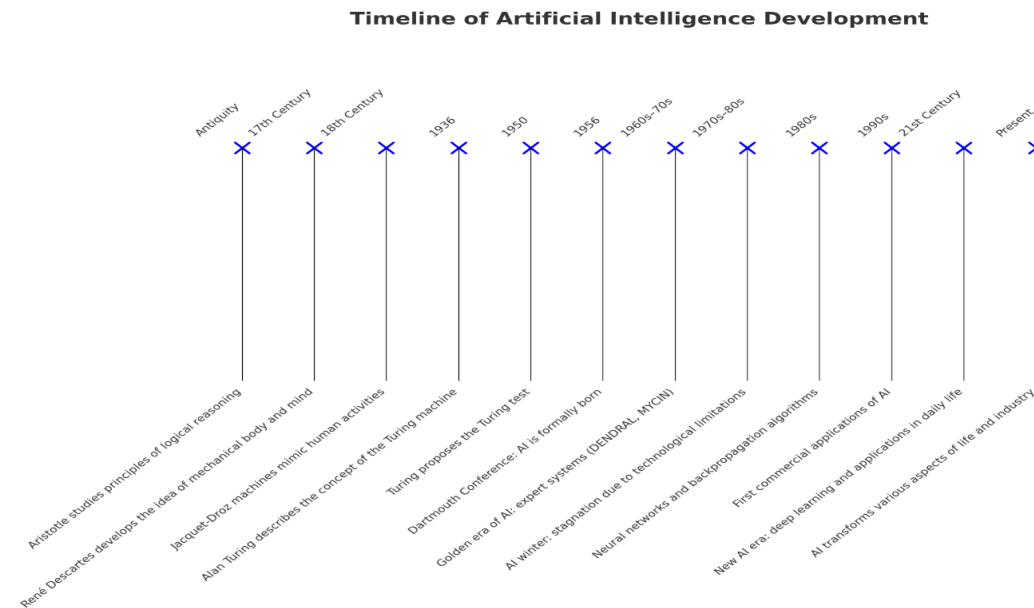 Timeline of Artificial Intelligence Development
Antiquity
17th Century
18th Century
1936
1950
1956
1960s–70s
1970s–80s
1980s
1990s
21st Century
Present
Aristotle studies principles of logical reasoning
René Descartes develops the idea of mechanical body and mind
Jacquet-Droz machines mimic human activities
Alan Turing describes the concept of the Turing machine
Turing proposes the Turing test
Dartmouth Conference: AI is formally born
Golden era of AI: expert systems (DENDRAL, MYCIN)
AI winter: stagnation due to technological limitations
Neural networks and backpropagation algorithms
First commercial applications of AI
New AI era: deep learning and applications in daily life
AI transforms various aspects of life and industry